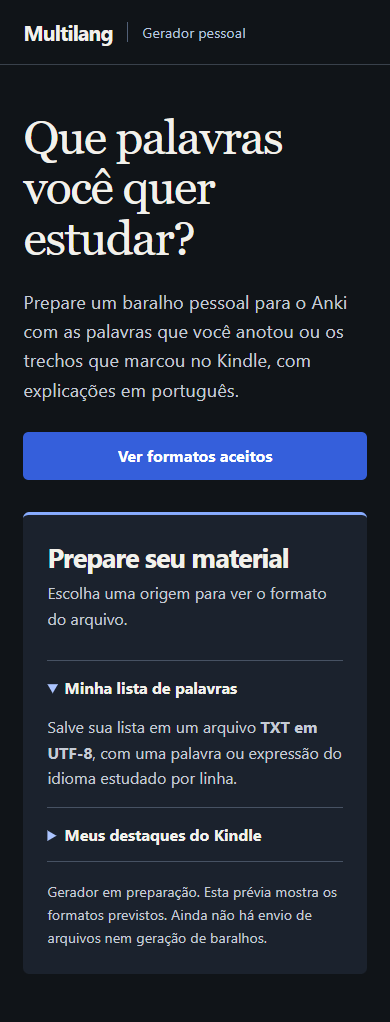 Multilang
Gerador pessoal
Que palavras
você quer
estudar?
Prepare um baralho pessoal para o Anki
com as palavras que você anotou ou os
trechos que marcou no Kindle, com
explicações em português.
Ver formatos aceitos
Prepare seu material
Escolha uma origem para ver o formato
do arquivo.
Minha lista de palavras
Salve sua lista em um arquivo TXT em
UTF-8, com uma palavra ou expressão do
idioma estudado por linha.
Meus destaques do Kindle
Gerador em preparação. Esta prévia mostra os
formatos previstos. Ainda não há envio de
arquivos nem geração de baralhos.